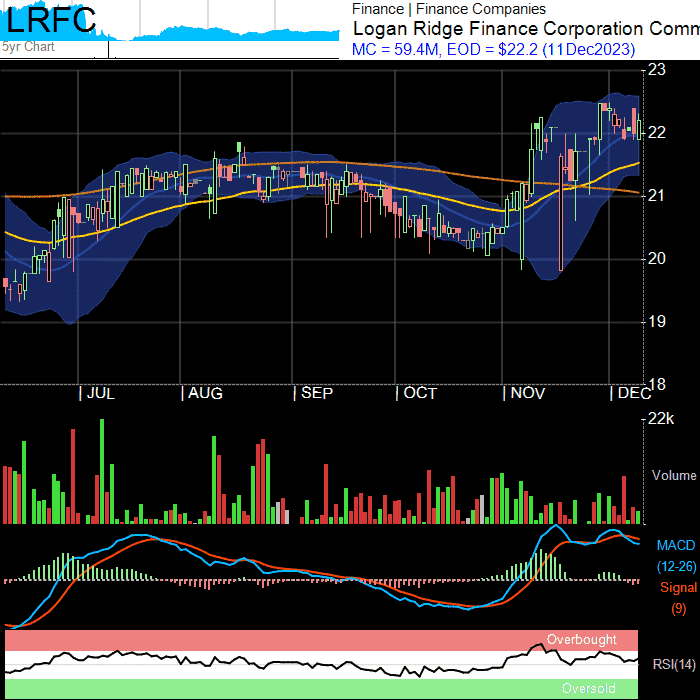 LRFC
5yr Chart
Finance | Finance Companies
Logan Ridge Finance Corporation Comm
MC = 59.4M, EOD = $22.2 (11Dec2023)
23
22
21
20
19
18
| JUL | AUG | SEP | OCT | NOV | DEC
22k
Volume
MACD
(12-26)
Signal
(9)
Overbought
RSI(14)
Oversold